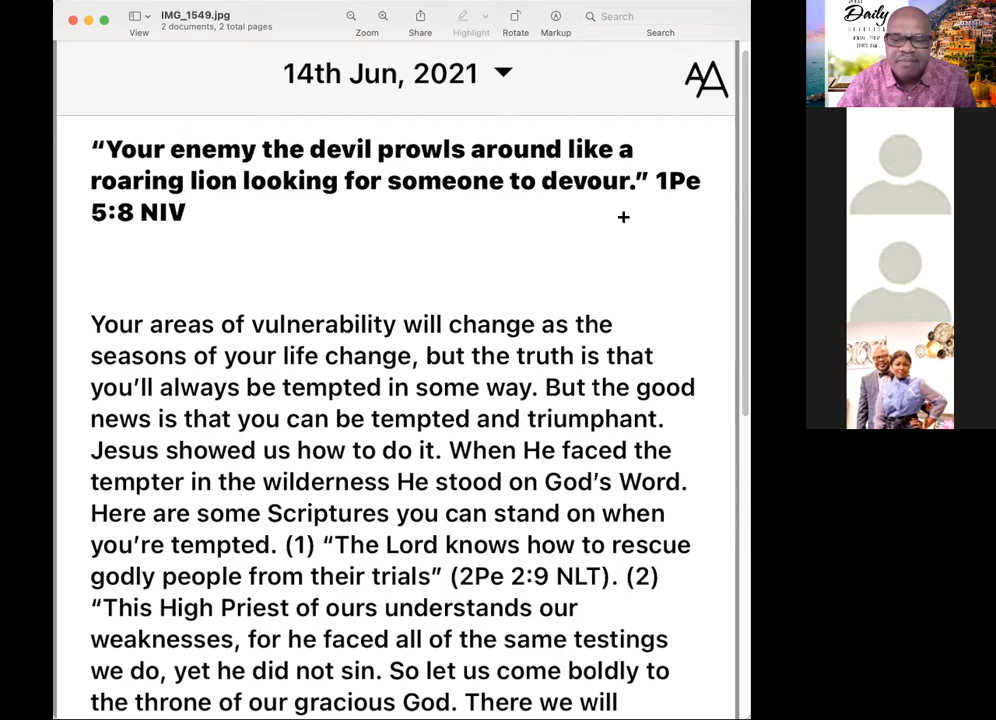 IMG_1549.jpg
2 documents, 2 total pages
View
Zoom
Share
Highlight
Rotate
Markup
Search
Search
14th Jun, 2021
AA
“Your enemy the devil prowls around like a
roaring lion looking for someone to devour.” 1Pe
5:8 NIV
Your areas of vulnerability will change as the
seasons of your life change, but the truth is that
you’ll always be tempted in some way. But the good
news is that you can be tempted and triumphant.
Jesus showed us how to do it. When He faced the
tempter in the wilderness He stood on God’s Word.
Here are some Scriptures you can stand on when
you’re tempted. (1) “The Lord knows how to rescue
godly people from their trials” (2Pe 2:9 NLT). (2)
“This High Priest of ours understands our
weaknesses, for he faced all of the same testings
we do, yet he did not sin. So let us come boldly to
the throne of our gracious God. There we will
Daily